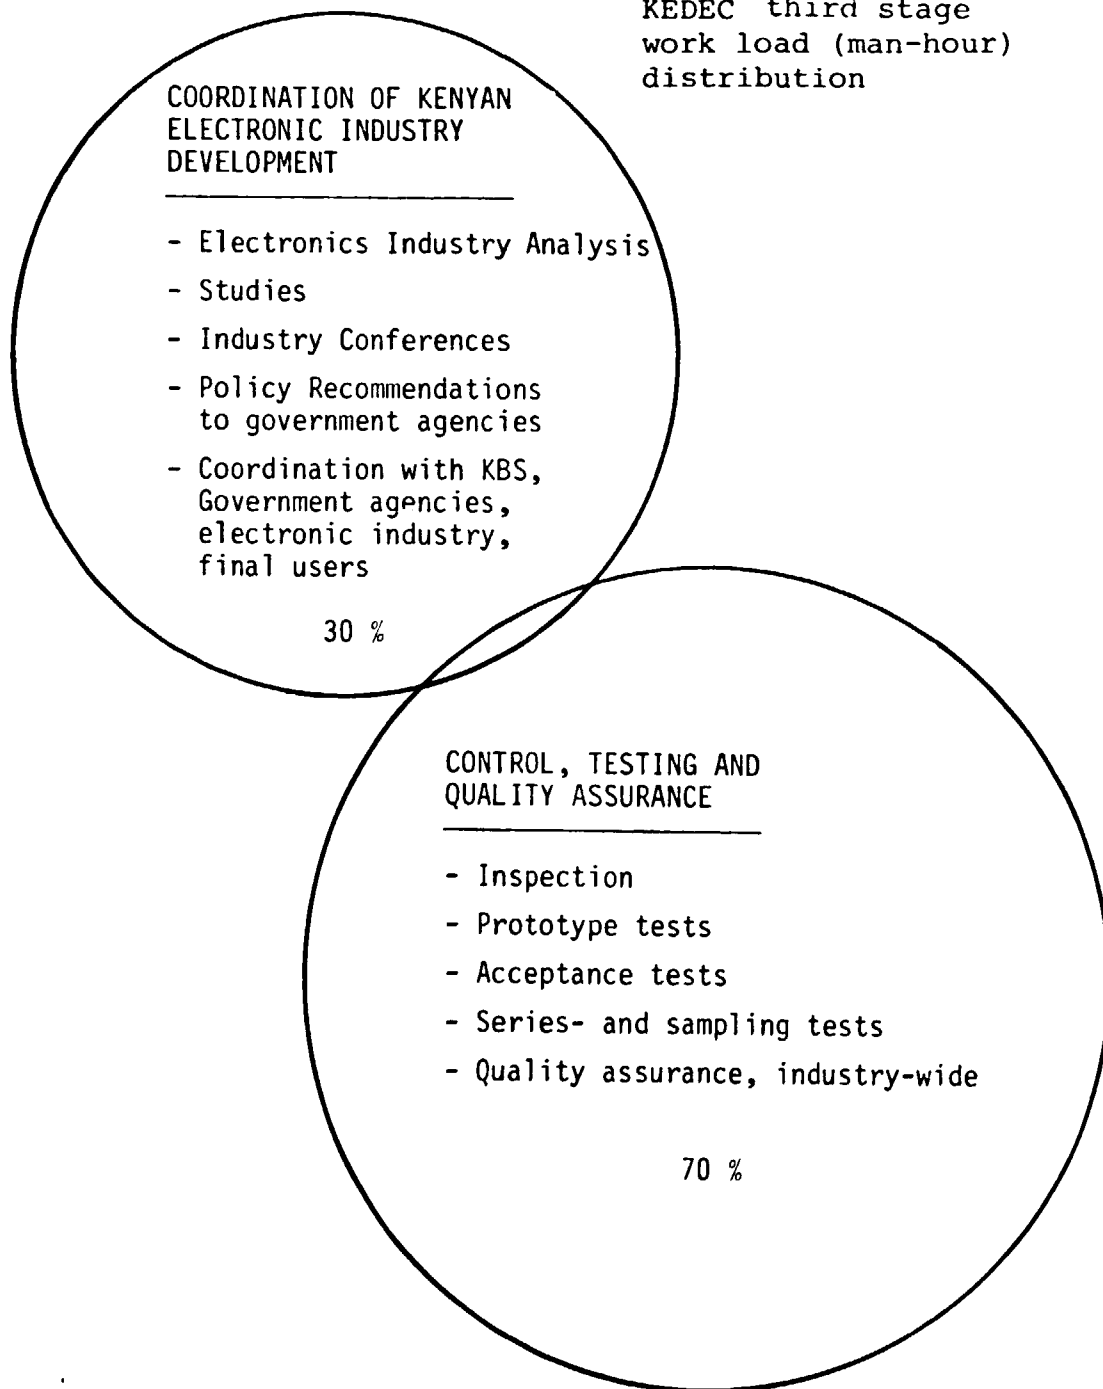 KEDEC third stage
work load (man-hour)
distribution
COORDINATION OF KENYAN
ELECTRONIC INDUSTRY
DEVELOPMENT
- Electronics Industry Analysis
- Studies
- Industry Conferences
- Policy Recommendations
to government agencies
- Coordination with KBS,
Government agencies,
electronic industry,
final users
30 %
CONTROL, TESTING AND
QUALITY ASSURANCE
- Inspection
- Prototype tests
- Acceptance tests
- Series- and sampling tests
- Quality assurance, industry-wide
70 %